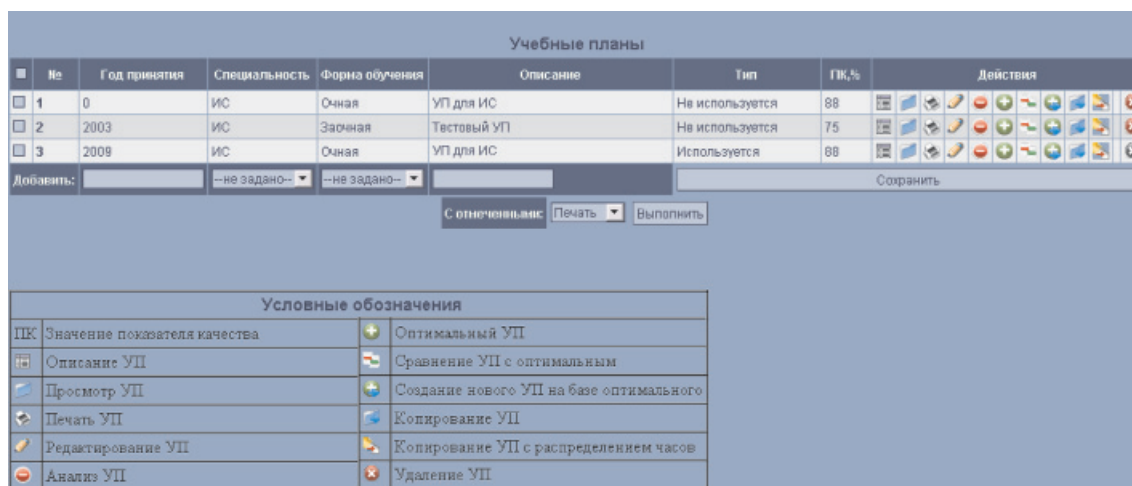 Учебные планы
№ Год принятия Специальность Форма обучения Описание Тип ПК,% Действия
1 0 ИС Очная УП для ИС Не используется 88
2 2003 ИС Заочная Тестовый УП Не используется 75
3 2009 ИС Очная УП для ИС Используется 88
Добавить: --не задано-- --не задано-- Сохранить
С отмеченными: Печать Выполнить
Условные обозначения
ПК Значение показателя качества Оптимальный УП
Описание УП Сравнение УП с оптимальным
Просмотр УП Создание нового УП на базе оптимального
Печать УП Копирование УП
Редактирование УП Копирование УП с распределением часов
Анализ УП Удаление УП